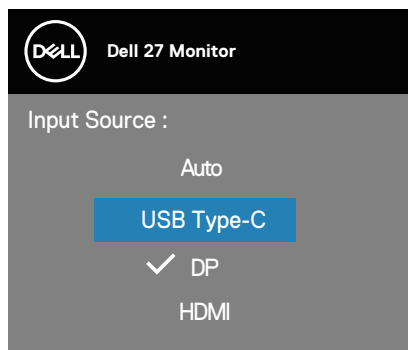 DELL Dell 27 Monitor
Input Source :
Auto
USB Type-C
DP
HDMI